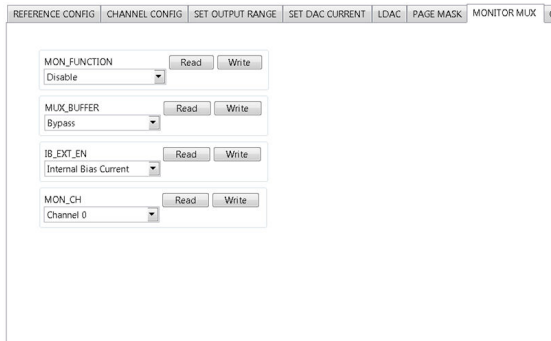 REFERENCE CONFIG CHANNEL CONFIG SET OUTPUT RANGE SET DAC CURRENT LDAC PAGE MASK MONITOR MUX
MON_FUNCTION Read Write
Disable
MUX_BUFFER Read Write
Bypass
IB_EXT_EN Read Write
Internal Bias Current
MON_CH Read Write
Channel 0